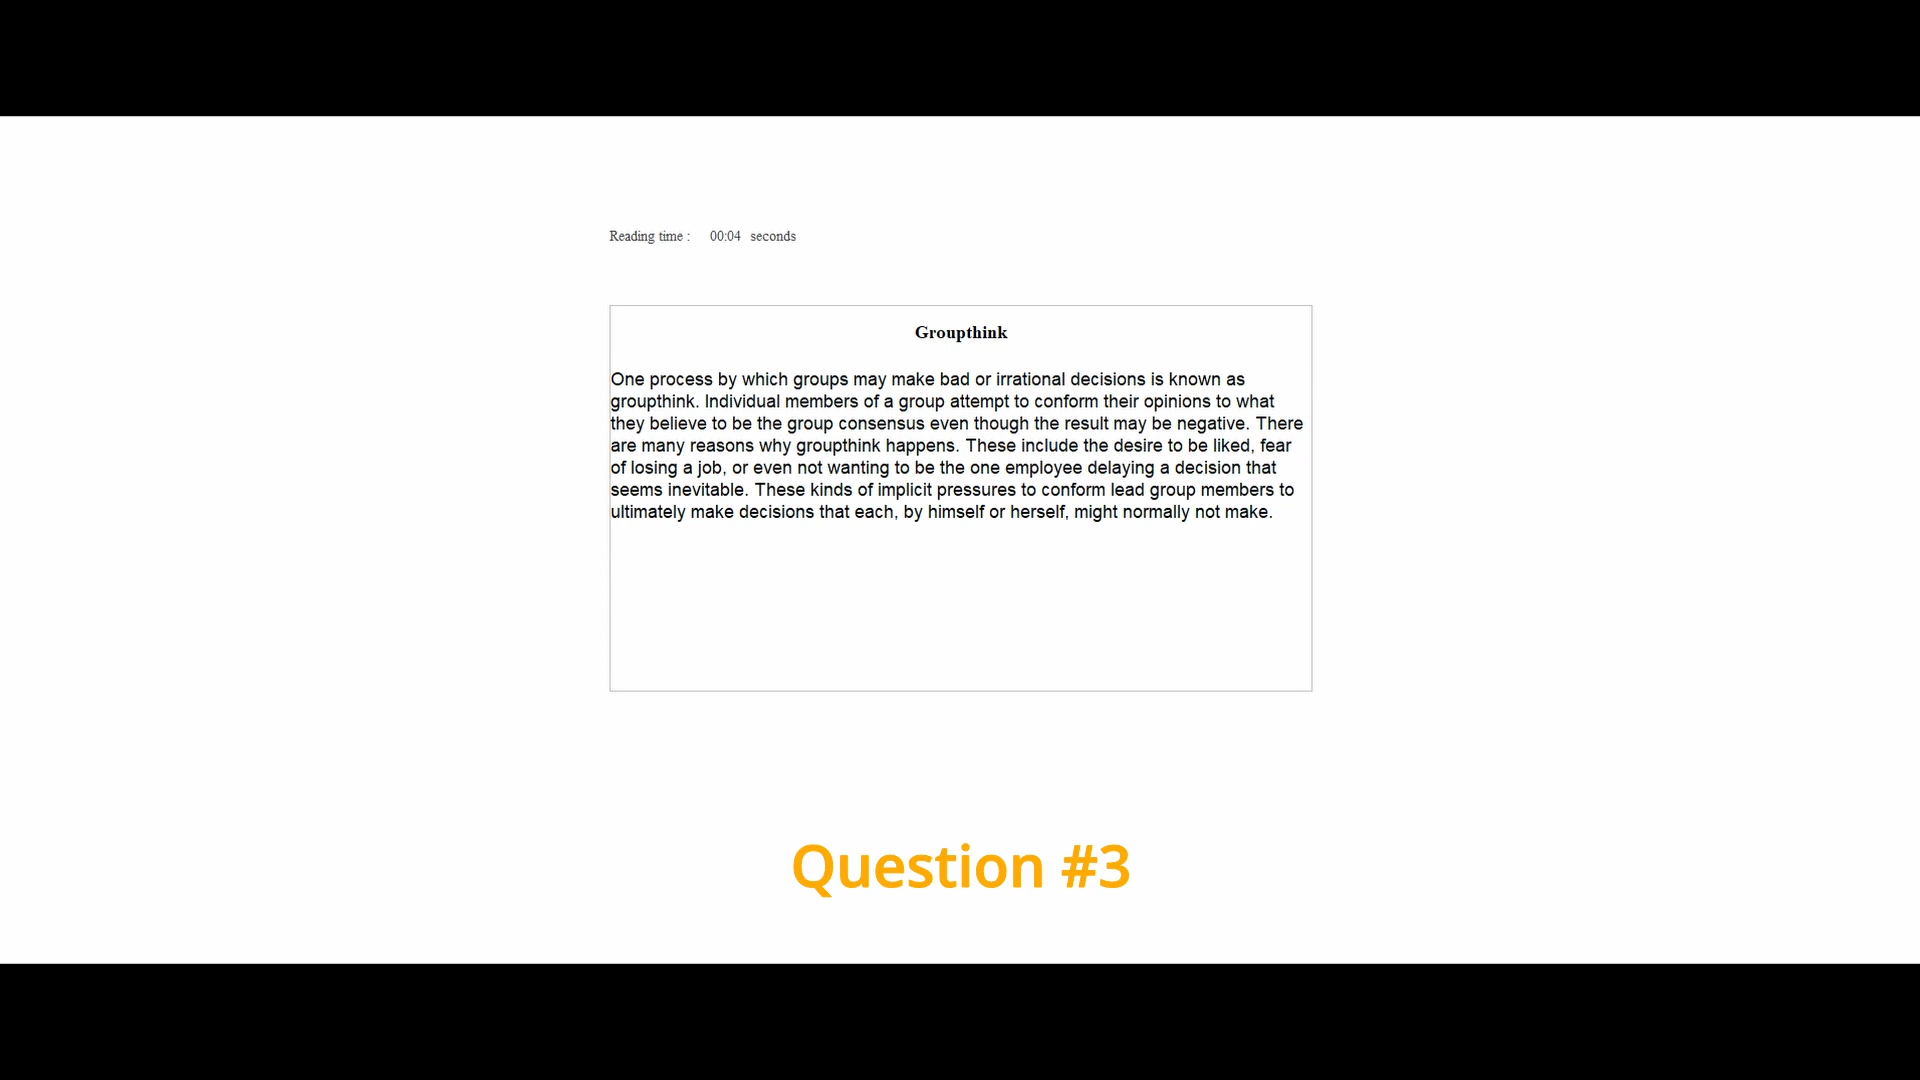 Reading time : 00:04 seconds
Groupthink
One process by which groups may make bad or irrational decisions is known as
groupthink. Individual members of a group attempt to conform their opinions to what
they believe to be the group consensus even though the result may be negative. There
are many reasons why groupthink happens. These include the desire to be liked, fear
of losing a job, or even not wanting to be the one employee delaying a decision that
seems inevitable. These kinds of implicit pressures to conform lead group members to
ultimately make decisions that each, by himself or herself, might normally not make.
Question #3